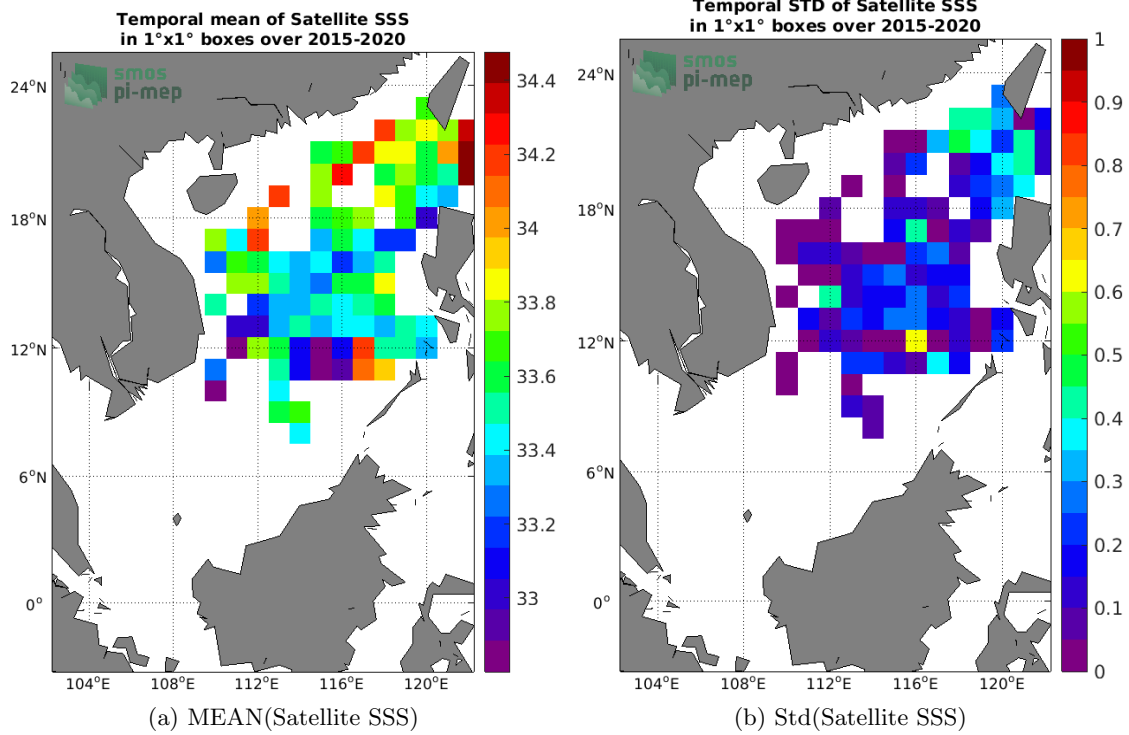 Temporal mean of Satellite SSS
in 1°x1° boxes over 2015-2020
smos
pi-mep
24°N
18°N
12°N
6°N
0°
104°E
108°E
112°E
116°E
120°E
34.4
34.2
34
33.8
33.6
33.4
33.2
33
(a) MEAN(Satellite SSS)
Temporal STD of Satellite SSS
in 1°x1° boxes over 2015-2020
smos
pi-mep
24°N
18°N
12°N
6°N
0°
104°E
108°E
112°E
116°E
120°E
1
0.9
0.8
0.7
0.6
0.5
0.4
0.3
0.2
0.1
0
(b) Std(Satellite SSS)